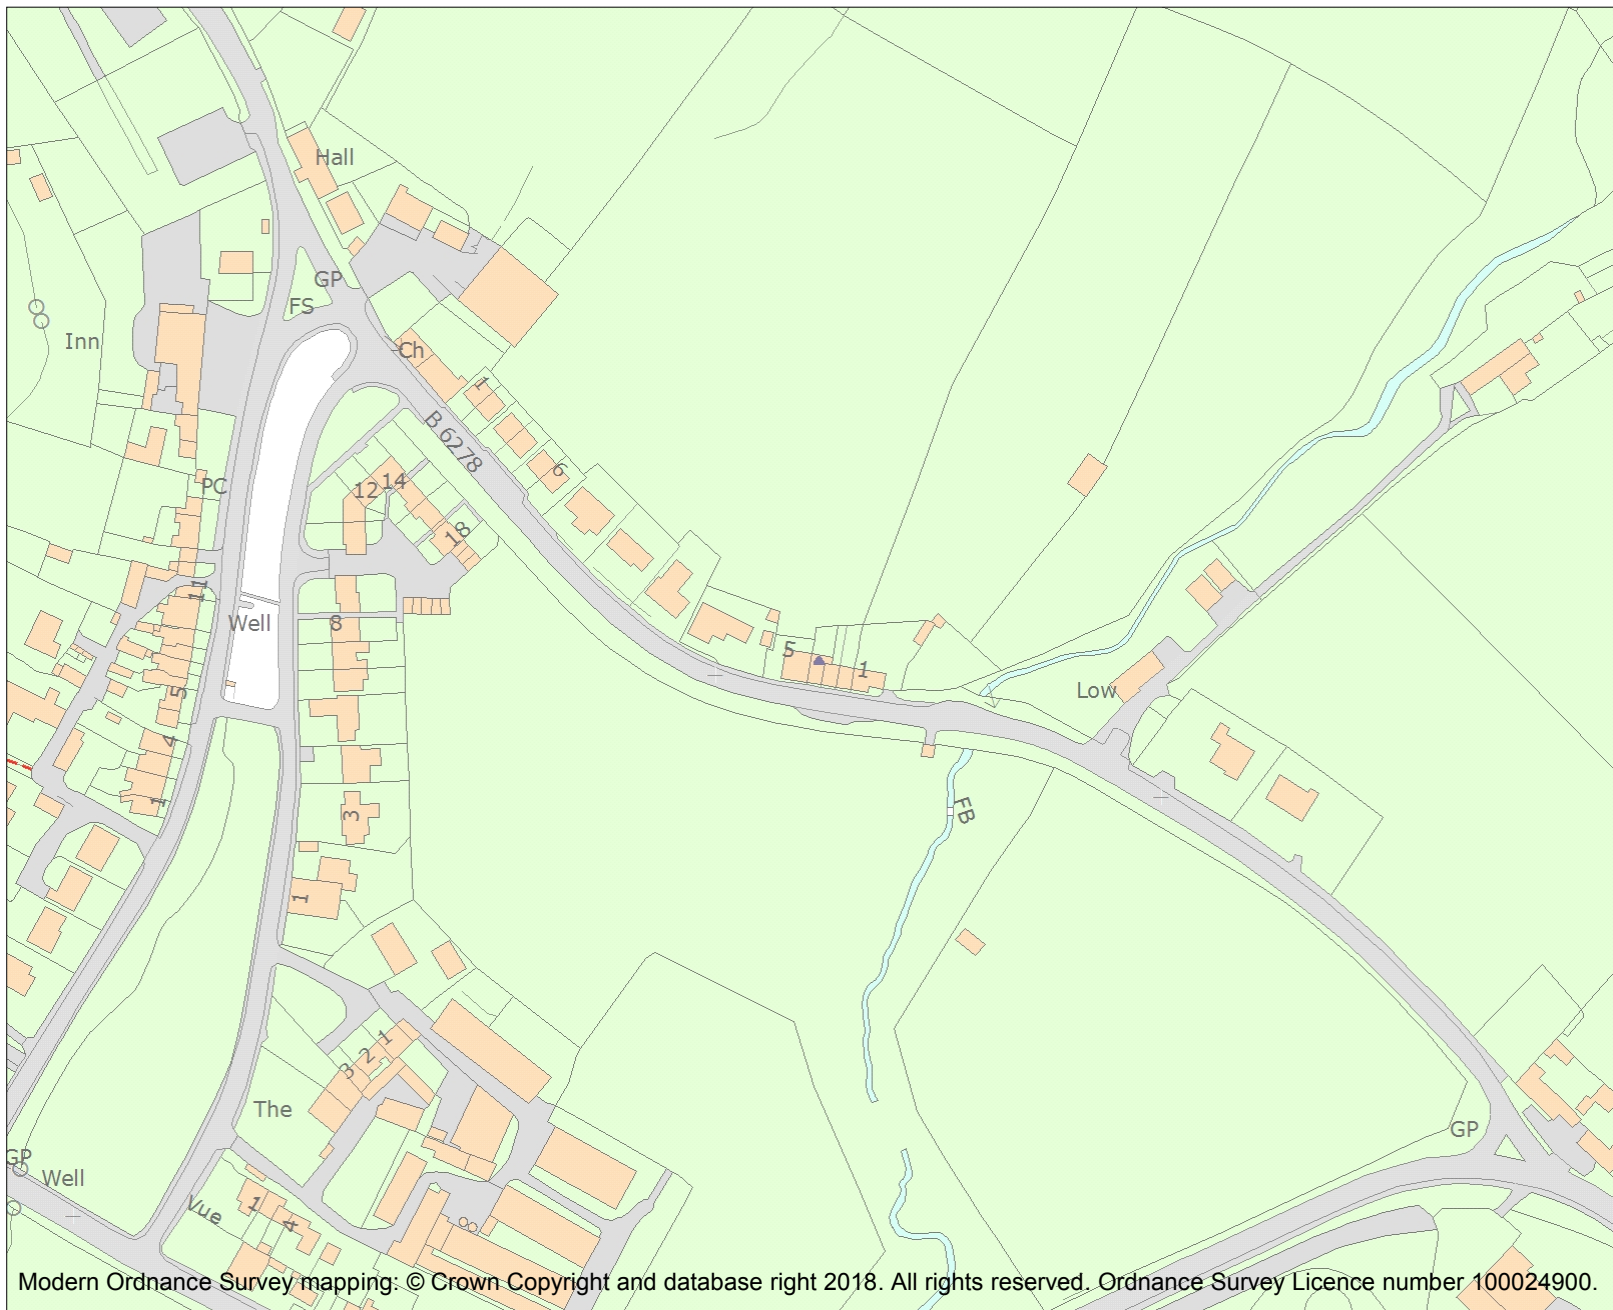 Hall
GP
FS
Inn
Ch
1
B 6278
6
12
14
PC
18
11
Well
8
5
1
5
Low
4
1
3
FB
1
1
2
3
The
GP
GP
Well
Vue
1
4
Modern Ordnance Survey mapping: © Crown Copyright and database right 2018. All rights reserved. Ordnance Survey Licence number 100024900.